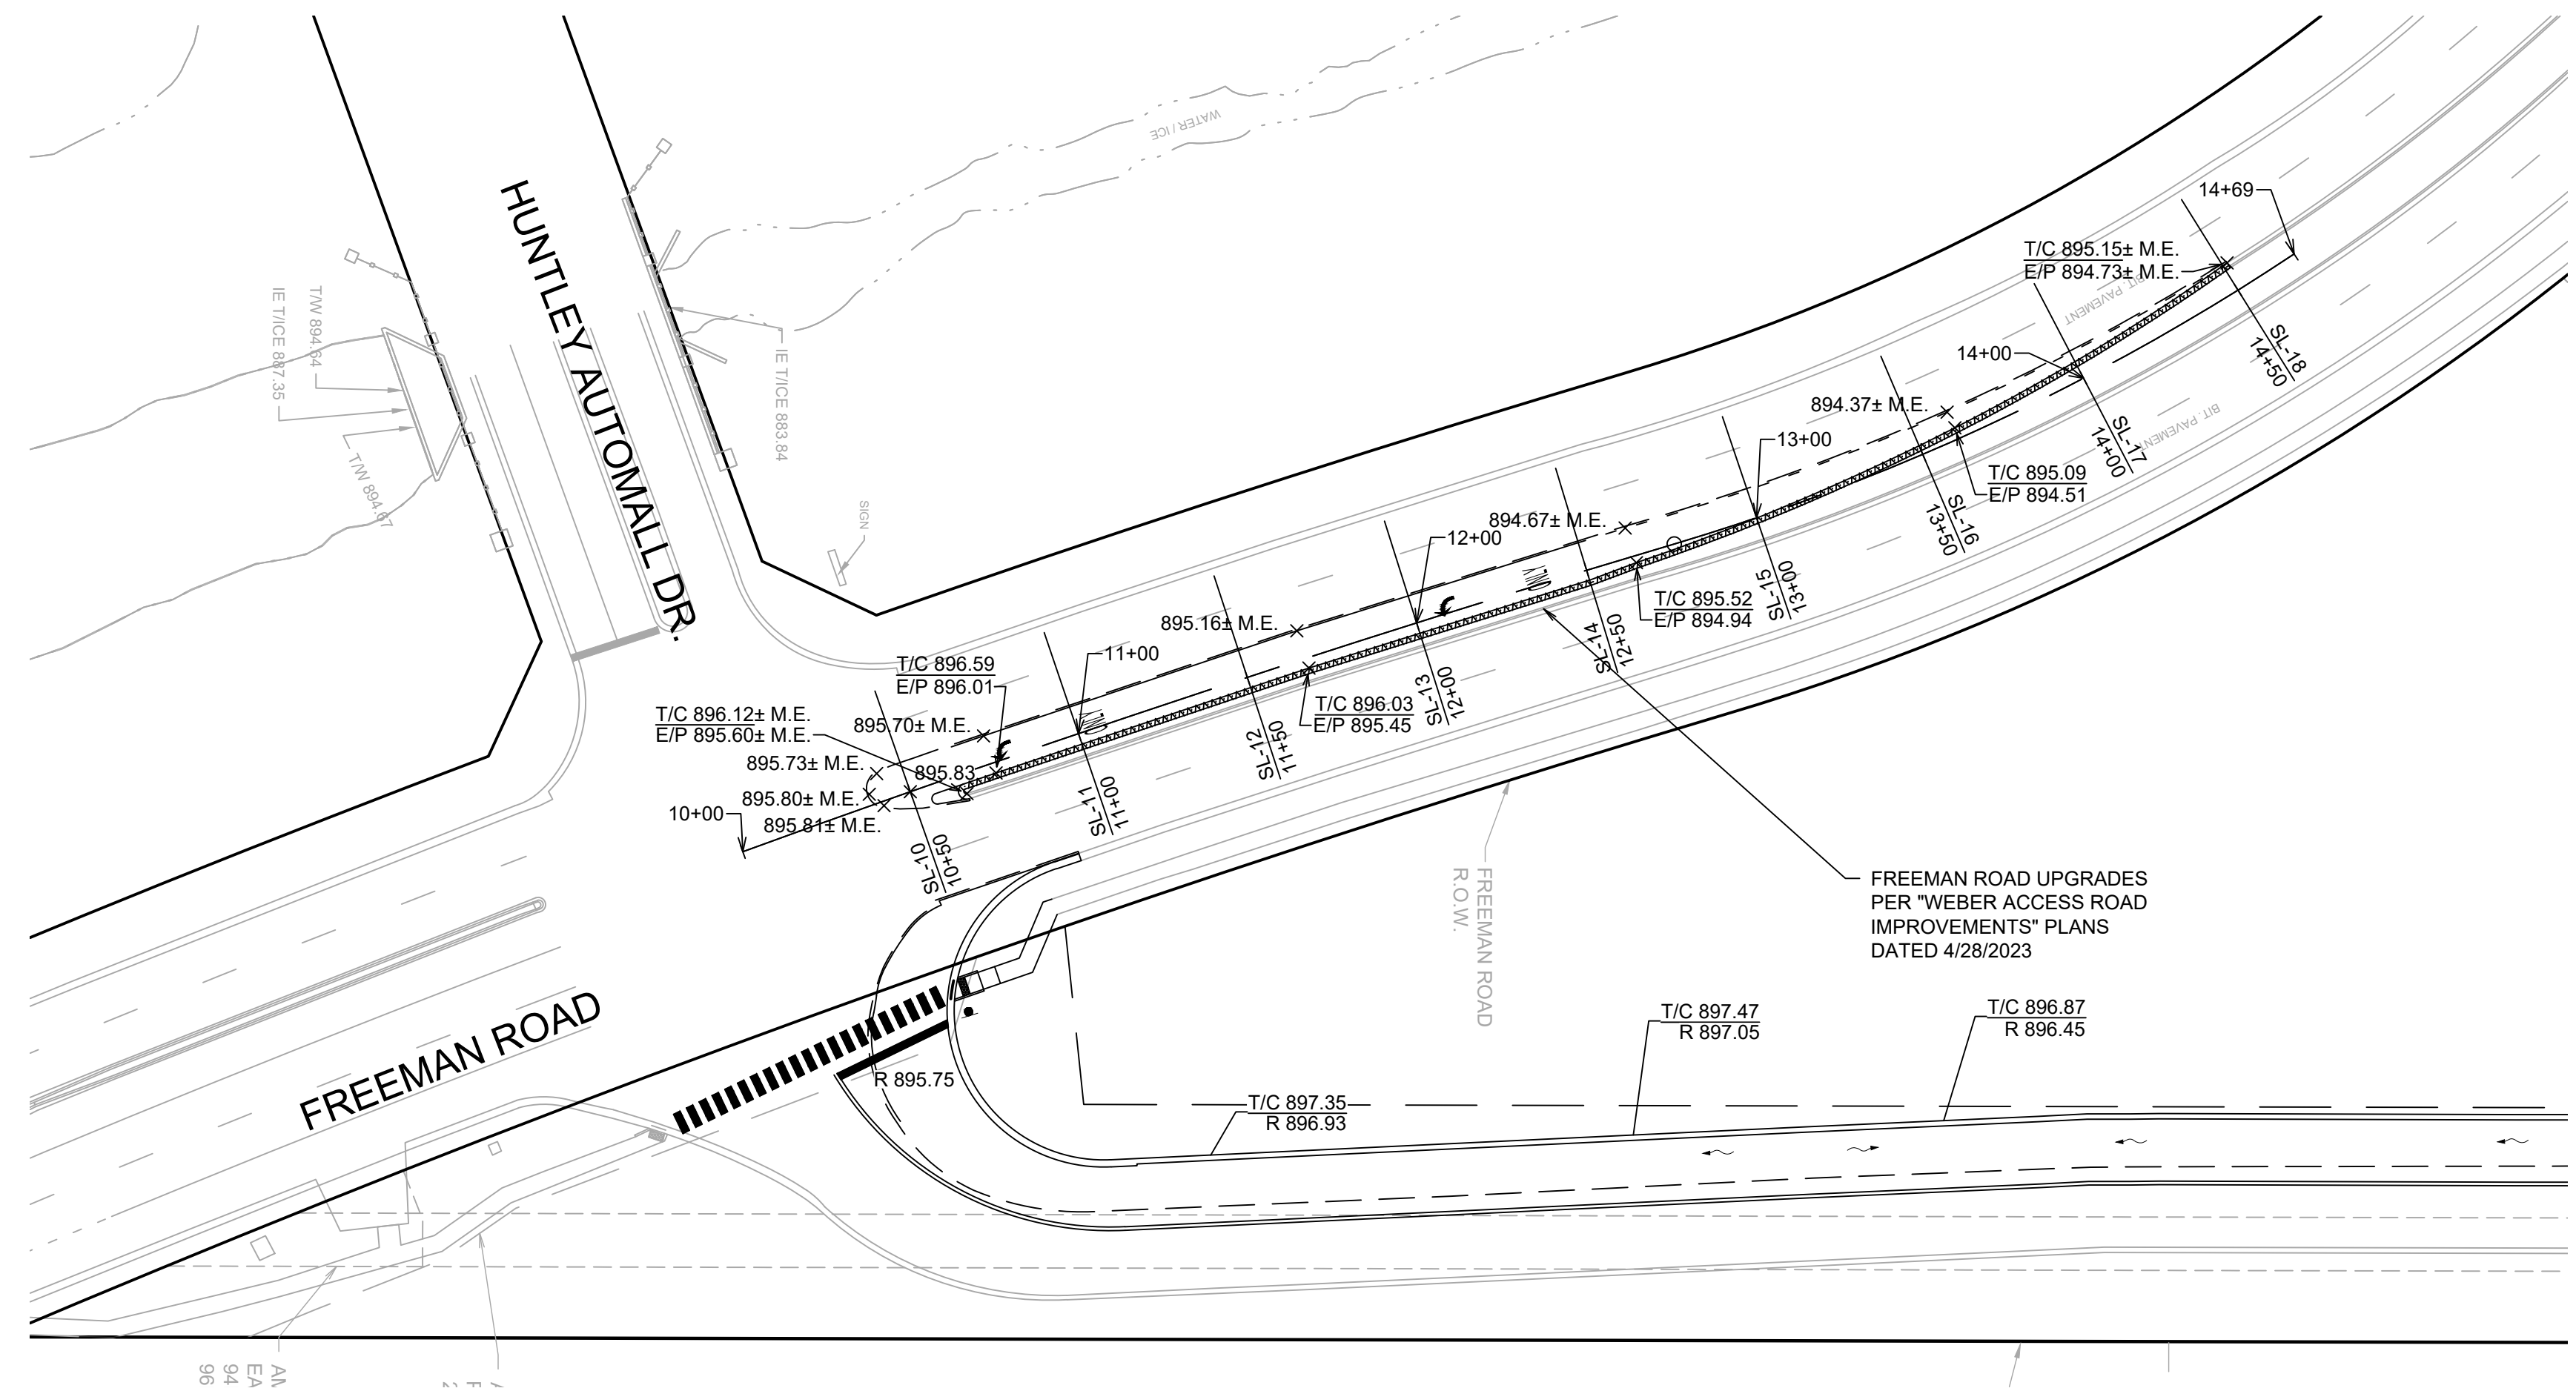 WATER / ICE
HUNTLEY AUTOMALL DR.
14+69
T/C 895.15± M.E.
E/P 894.73± M.E.
BIT. PAVEMENT
T/W 894.64
IE T/ICE 887.35
T/W 894.67
IE T/ICE 883.84
SIGN
14+00
SL-18
14+50
894.37± M.E.
13+00
BIT. PAVEMENT
SL-17
14+00
T/C 895.09
E/P 894.51
SL-16
13+50
894.67± M.E.
12+00
ONLY
SL-15
13+00
T/C 895.52
E/P 894.94
SL-14
12+50
895.16± M.E.
11+00
T/C 896.59
E/P 896.01
SL-13
12+00
T/C 896.03
E/P 895.45
SL-12
11+50
T/C 896.12± M.E.
E/P 895.60± M.E.
895.70± M.E.
895.73± M.E.
895.83
895.80± M.E.
10+00
895.81± M.E.
SL-11
11+00
SL-10
10+50
FREEMAN ROAD
R.O.W.
FREEMAN ROAD UPGRADES
PER "WEBER ACCESS ROAD
IMPROVEMENTS" PLANS
DATED 4/28/2023
FREEMAN ROAD
T/C 897.47
R 897.05
T/C 896.87
R 896.45
R 895.75
T/C 897.35
R 896.93